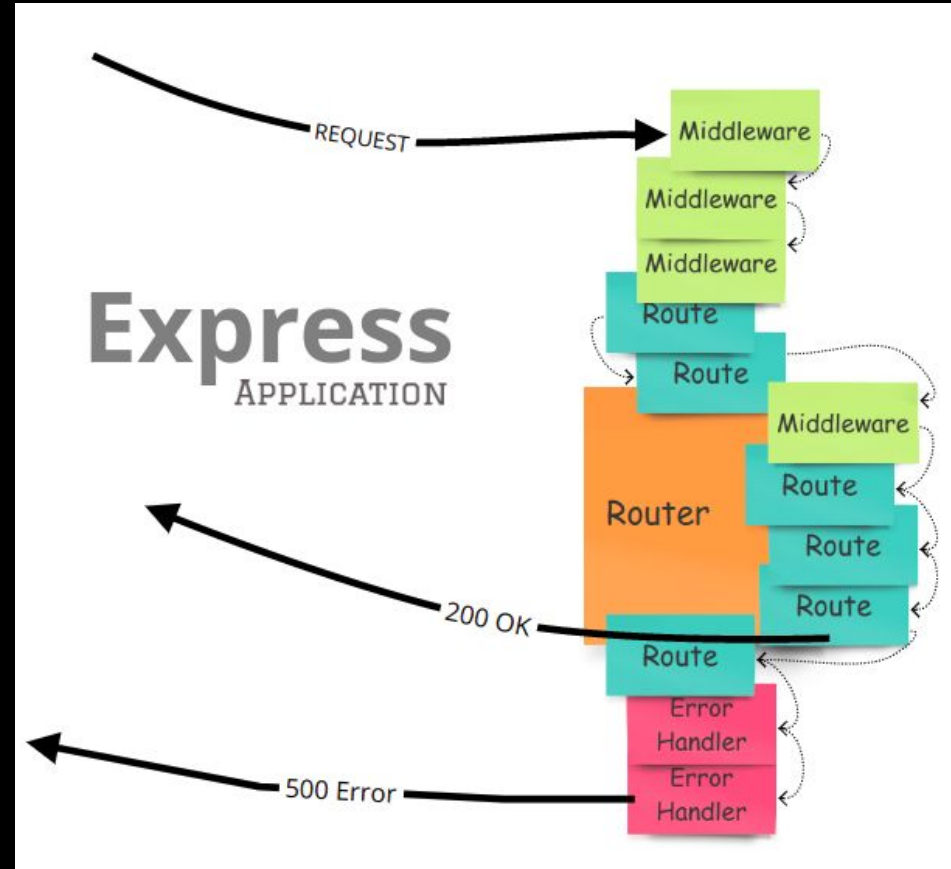 REQUEST
Middleware
Middleware
Middleware
Express
APPLICATION
Route
Route
Middleware
Route
Router
Route
Route
200 OK
Route
Error
Handler
500 Error
Error
Handler